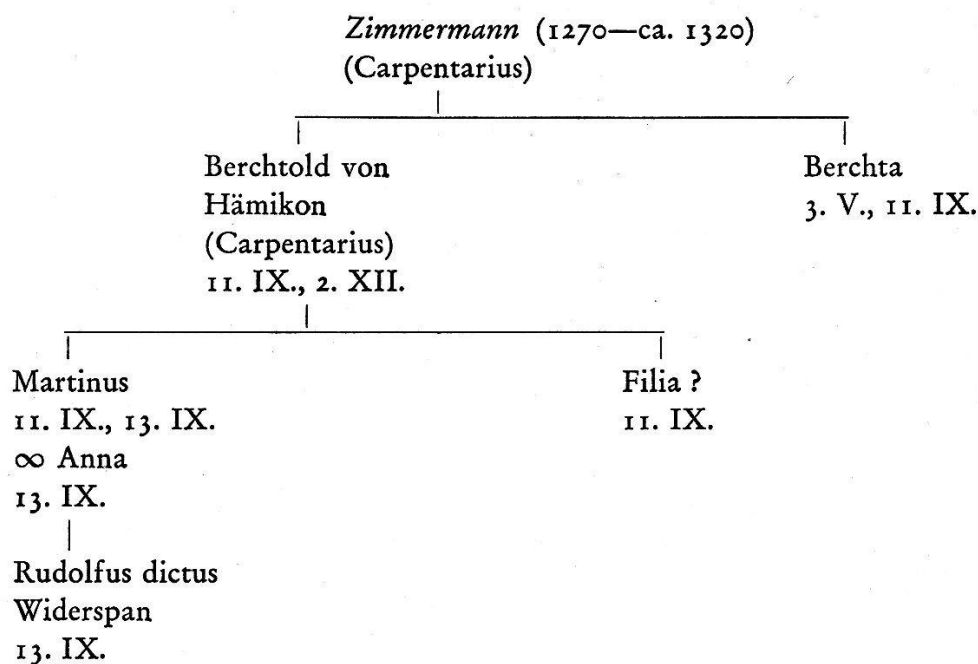 Zimmermann (1270—ca. 1320)
(Carpentarius)
Berchtold von
Hämikon
(Carpentarius)
11. IX., 2. XII.
Berchta
3. V., 11. IX.
Martinus
11. IX., 13. IX.
∞ Anna
13. IX.
Filia ?
11. IX.
Rudolfus dictus
Widerspan
13. IX.